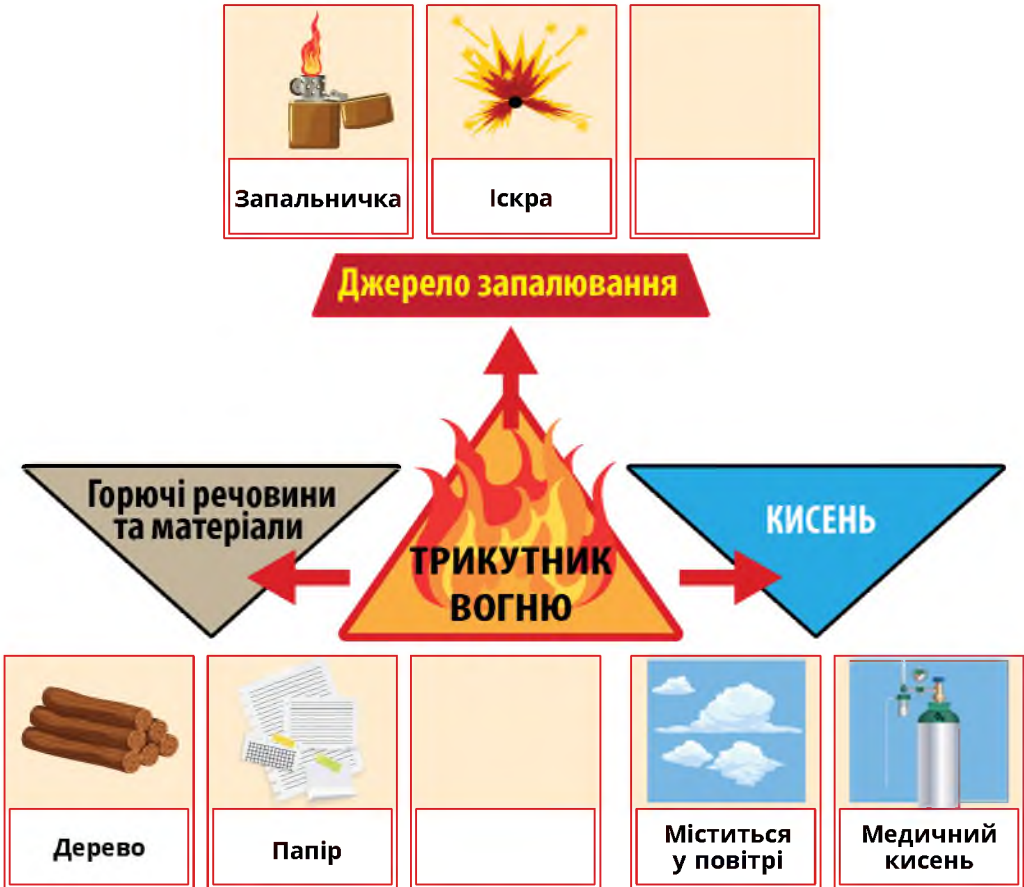 Запальничка
Іскра
Джерело запалювання
Горючі речовини
та матеріали
ТРИКУТНИК
ВОГНЮ
КИСЕНЬ
Дерево
Папір
Міститься
у повітрі
Медичний
кисень